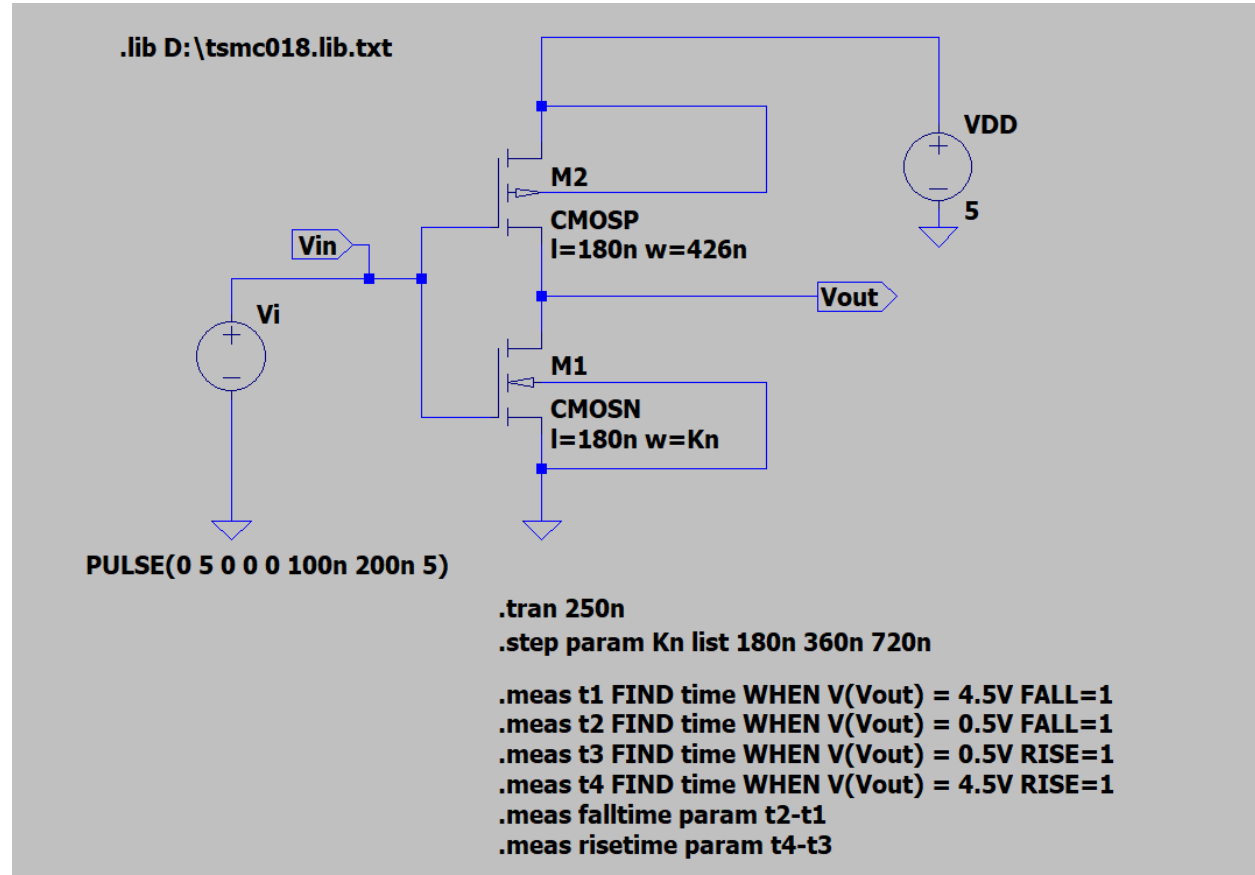 .lib D:\tsmc018.lib.txt
VDD
5
M2
CMOSP
l=180n w=426n
Vin
Vout
Vi
M1
CMOSN
l=180n w=Kn
PULSE(0 5 0 0 0 100n 200n 5)
.tran 250n
.step param Kn list 180n 360n 720n
.meas t1 FIND time WHEN V(Vout) = 4.5V FALL=1
.meas t2 FIND time WHEN V(Vout) = 0.5V FALL=1
.meas t3 FIND time WHEN V(Vout) = 0.5V RISE=1
.meas t4 FIND time WHEN V(Vout) = 4.5V RISE=1
.meas falltime param t2-t1
.meas risetime param t4-t3